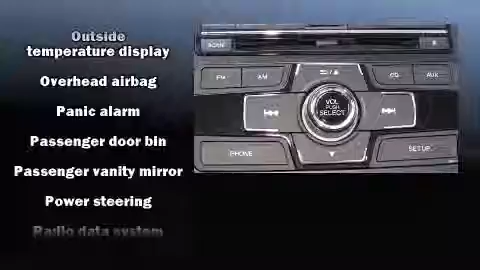 Outside
temperature display
Overhead airbag
Panic alarm
Passenger door bin
Passenger vanity mirror
Power steering
Radio data system
SCAN
FM
AM
CD
AUX
VOL
PUSH
SELECT
PHONE
SETUP